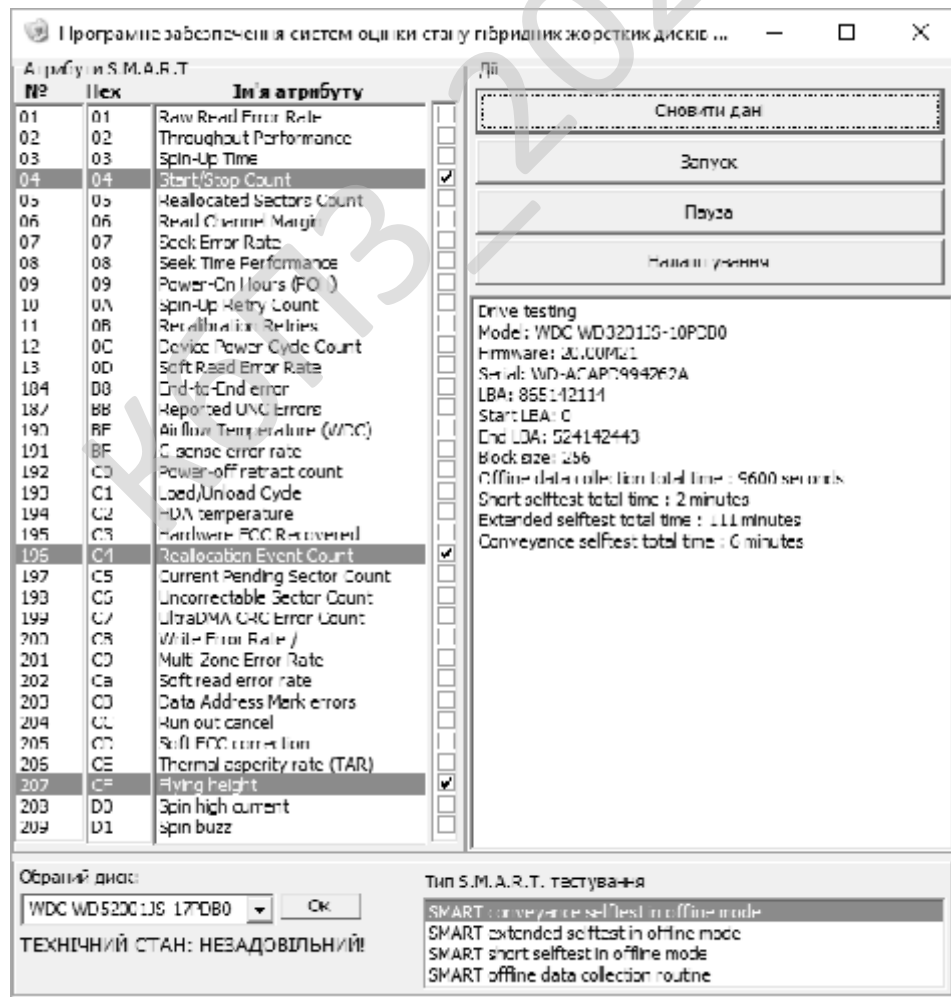 Програмне забезпечення систем оцінки стану гібридних жорстких дисків ...
Атрибути S.M.A.R.T
№ Hex Ім'я атрибуту
01 01 Raw Read Error Rate
02 02 Throughput Performance
03 03 Spin-Up Time
04 04 Start/Stop Count
05 05 Reallocated Sectors Count
06 06 Read Channel Margin
07 07 Seek Error Rate
08 08 Seek Time Performance
09 09 Power-On Hours (POH)
10 0A Spin-Up Retry Count
11 0B Recalibration Retries
12 0C Device Power Cycle Count
13 0D Soft Read Error Rate
184 B8 End-to-End error
187 BB Reported UNC Errors
190 BE Airflow Temperature (WDC)
191 BF G-sense error rate
192 C0 Power-off retract count
193 C1 Load/Unload Cycle
194 C2 HDA temperature
195 C3 Hardware ECC Recovered
196 C4 Reallocation Event Count
197 C5 Current Pending Sector Count
198 C6 Uncorrectable Sector Count
199 C7 UltraDMA CRC Error Count
200 C8 Write Error Rate /
201 C9 Multi-Zone Error Rate
202 Ca Soft read error rate
203 CB Data Address Mark errors
204 CC Run out cancel
205 CD Soft ECC correction
206 CE Thermal asperity rate (TAR)
207 CF Flying height
208 D0 Spin high current
209 D1 Spin buzz
Дії
Оновити дані
Запуск
Пауза
Налаштування
Drive testing
Model: WDC
Firmware: 20.00M21
Serial:
LBA: 855142114
Start LBA: 0
End LBA: 524142443
Block size: 256
Offline data collection total time : 9600 seconds
Short selftest total time : 2 minutes
Extended selftest total time : 111 minutes
Conveyance selftest total time : 6 minutes
Обраний диск:
WDC WD52001JS-17PDB0 Ок
ТЕХНІЧНИЙ СТАН: НЕЗАДОВІЛЬНИЙ!
Тип S.M.A.R.T. тестування
SMART conveyance selftest in offline mode
SMART extended selftest in offline mode
SMART short selftest in offline mode
SMART offline data collection routine